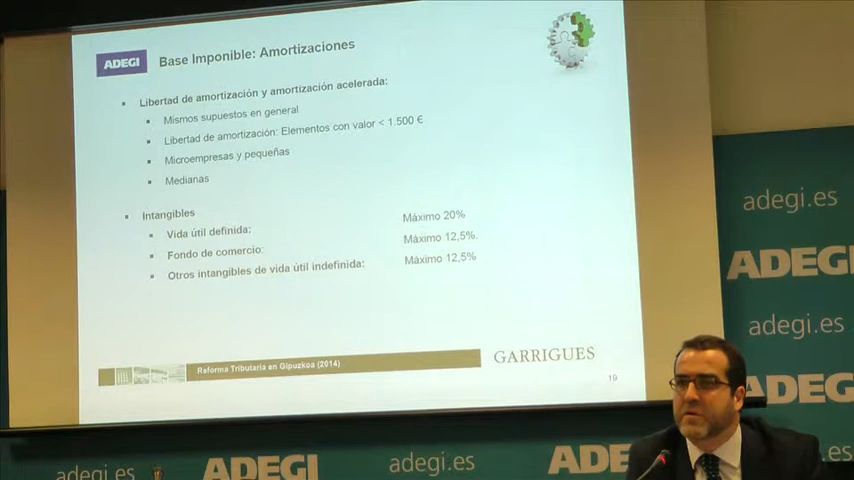 ADEGI
Base Imponible: Amortizaciones
Libertad de amortización y amortización acelerada:
Mismos supuestos en general
Libertad de amortización: Elementos con valor < 1.500 €
Microempresas y pequeñas
Medianas
Intangibles
Vida útil definida: Máximo 20%
Fondo de comercio: Máximo 12,5%.
Otros intangibles de vida útil indefinida: Máximo 12,5%
Reforma Tributaria en Gipuzkoa (2014)
GARRIGUES
19
adegi.es
ADEGI
adegi.es
ADEGI
adegi.es
ADEGI
adegi.es
ADEGI
adegi.es